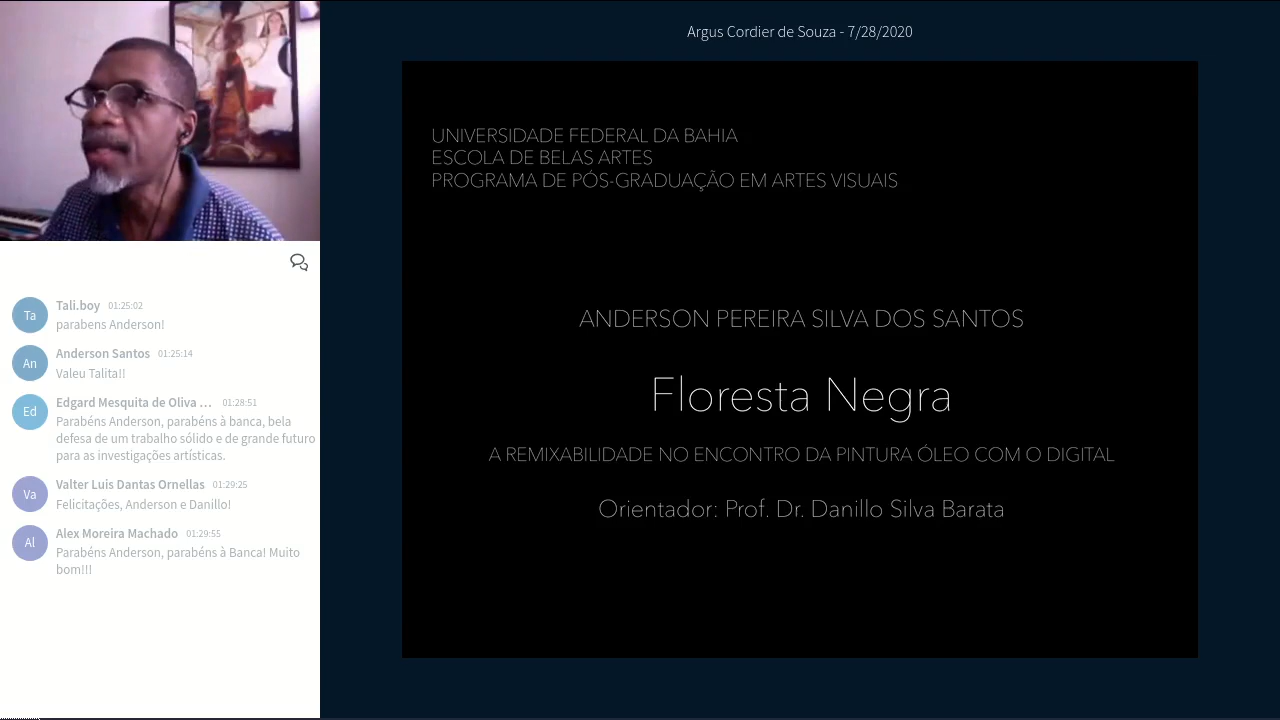 Argus Cordier de Souza - 7/28/2020
UNIVERSIDADE FEDERAL DA BAHIA
ESCOLA DE BELAS ARTES
PROGRAMA DE PÓS-GRADUAÇÃO EM ARTES VISUAIS
ANDERSON PEREIRA SILVA DOS SANTOS
Floresta Negra
A REMIXABILIDADE NO ENCONTRO DA PINTURA ÓLEO COM O DIGITAL
Orientador: Prof. Dr. Danillo Silva Barata
Ta
Tali.boy 01:25:02
parabens Anderson!
An
Anderson Santos 01:25:14
Valeu Talita!!
Ed
Edgard Mesquita de Oliva ... 01:28:51
Parabéns Anderson, parabéns à banca, bela
defesa de um trabalho sólido e de grande futuro
para as investigações artísticas.
Va
Valter Luis Dantas Ornellas 01:29:25
Felicitações, Anderson e Danillo!
Al
Alex Moreira Machado 01:29:55
Parabéns Anderson, parabéns à Banca! Muito
bom!!!